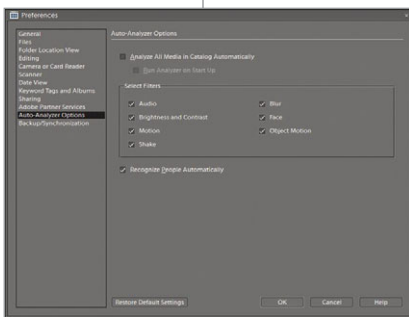 Preferences
General
Files
Folder Location View
Editing
Camera or Card Reader
Scanner
Date View
Keyword Tags and Albums
Sharing
Adobe Partner Services
Auto-Analyzer Options
Backup/Synchronization
Auto-Analyzer Options
Analyze All Media in Catalog Automatically
Run Analyzer on Start Up
Select Filters
Audio
Blur
Brightness and Contrast
Face
Motion
Object Motion
Shake
Recognize People Automatically
Restore Default Settings
OK
Cancel
Help